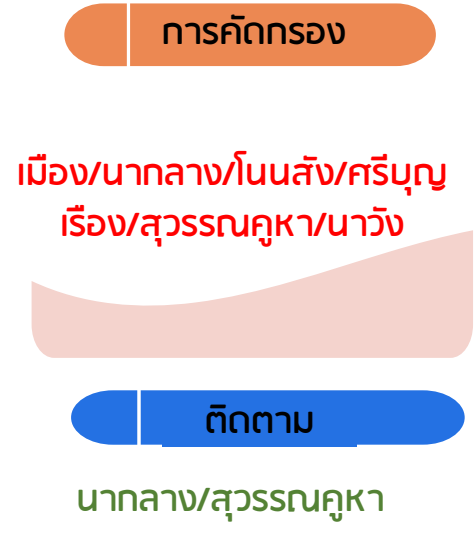 การคัดกรอง
เมือง/นากลาง/โนนสัง/ศรีบุญ
เรือง/สุวรรณคูหา/นาวัง
ติดตาม
นากลาง/สุวรรณคูหา